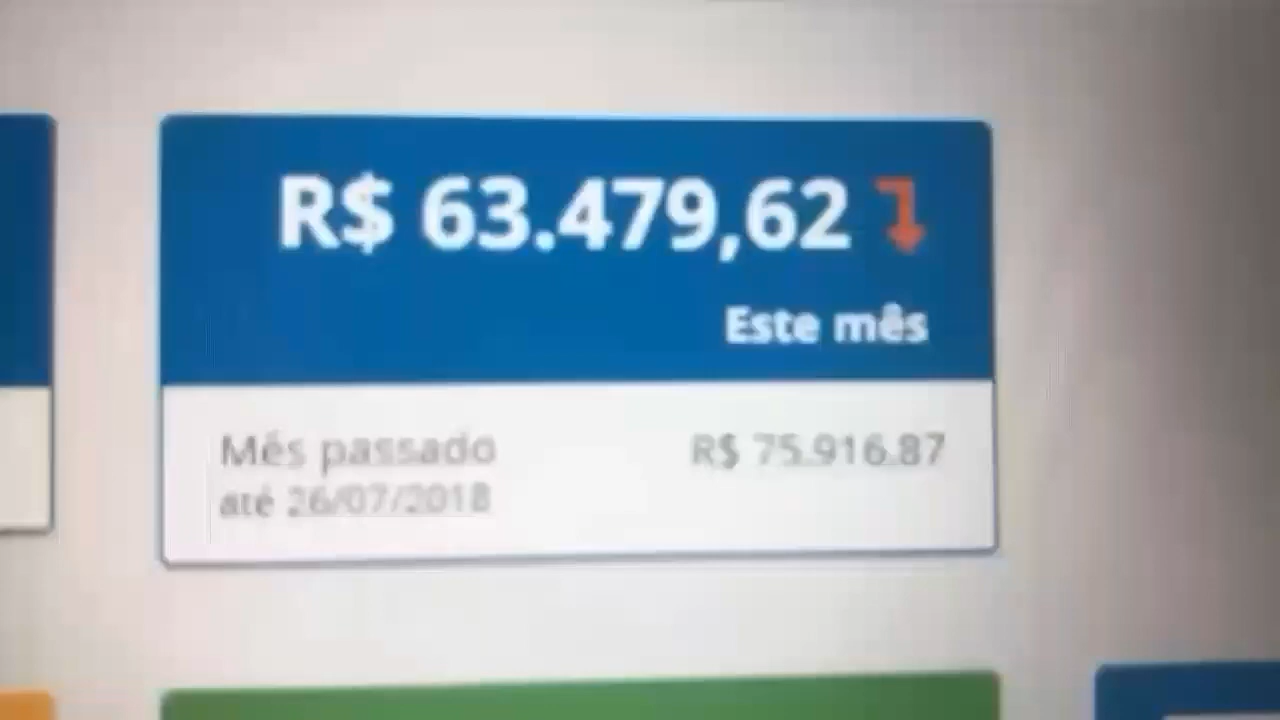 R$ 63.479,62
Este mês
Mês passado R$ 75.916.87
até 26/07/2018